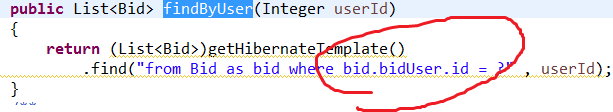 public List<Bid> findByUser(Integer userId)
{
return (List<Bid>)getHibernateTemplate()
.find("from Bid as bid where bid.bidUser.id = ?" , userId);
}
/**